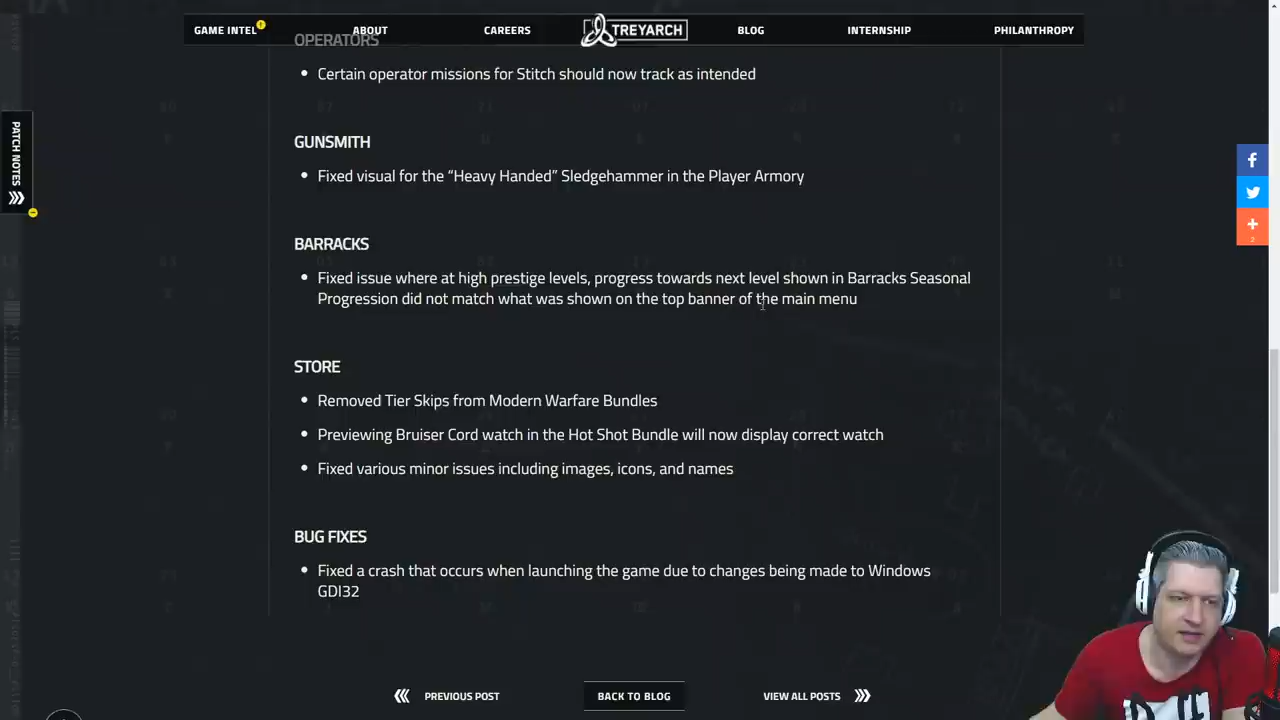 GAME INTEL
ABOUT
CAREERS
TREYARCH
BLOG
INTERNSHIP
PHILANTHROPY
OPERATORS
Certain operator missions for Stitch should now track as intended
PATCH NOTES
GUNSMITH
Fixed visual for the “Heavy Handed” Sledgehammer in the Player Armory
BARRACKS
Fixed issue where at high prestige levels, progress towards next level shown in Barracks Seasonal
Progression did not match what was shown on the top banner of the main menu
STORE
Removed Tier Skips from Modern Warfare Bundles
Previewing Bruiser Cord watch in the Hot Shot Bundle will now display correct watch
Fixed various minor issues including images, icons, and names
BUG FIXES
Fixed a crash that occurs when launching the game due to changes being made to Windows
GDI32
PREVIOUS POST
BACK TO BLOG
VIEW ALL POSTS